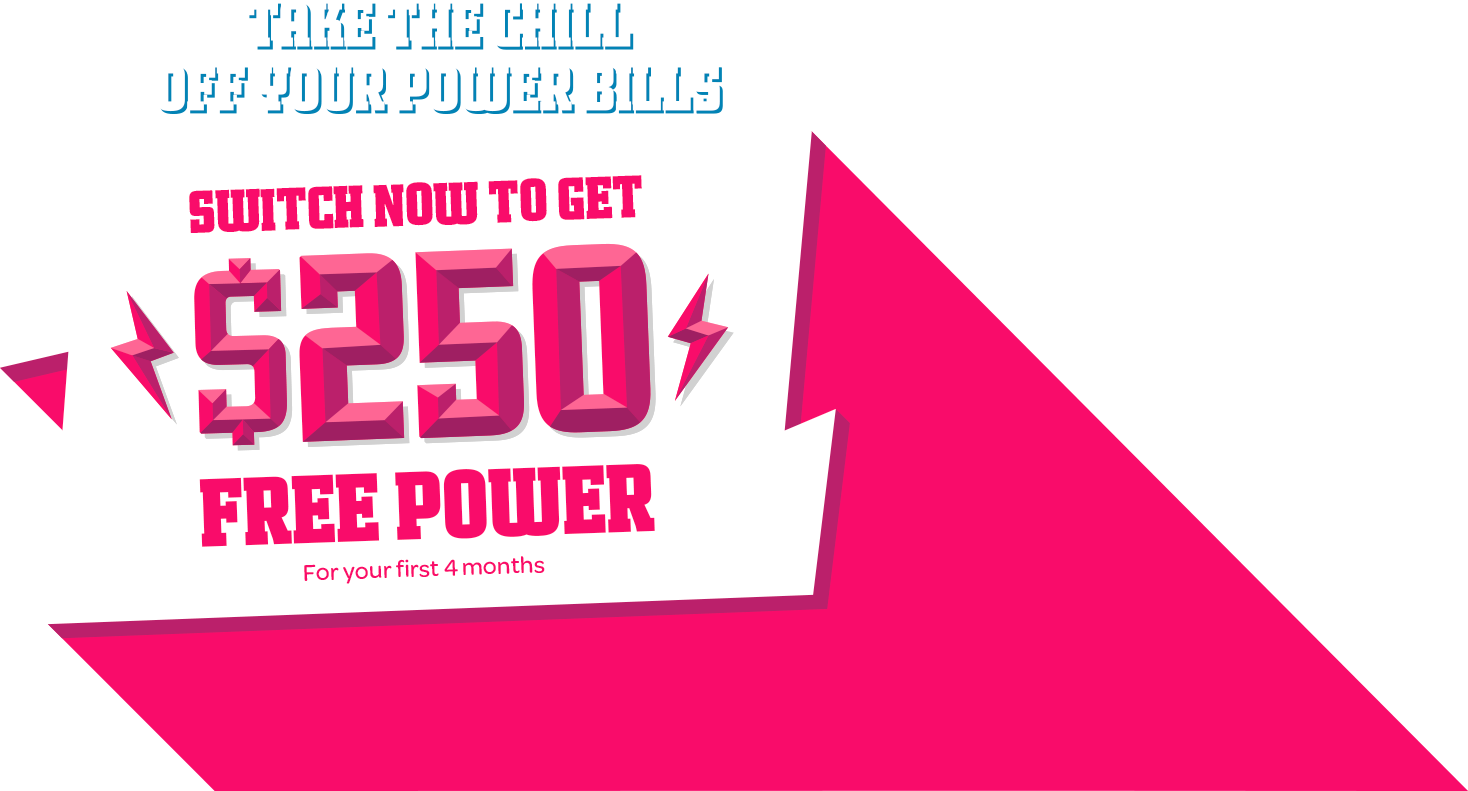 TAKE THE CHILL
OFF YOUR POWER BILLS
SWITCH NOW TO GET
$250
FREE POWER
For your first 4 months